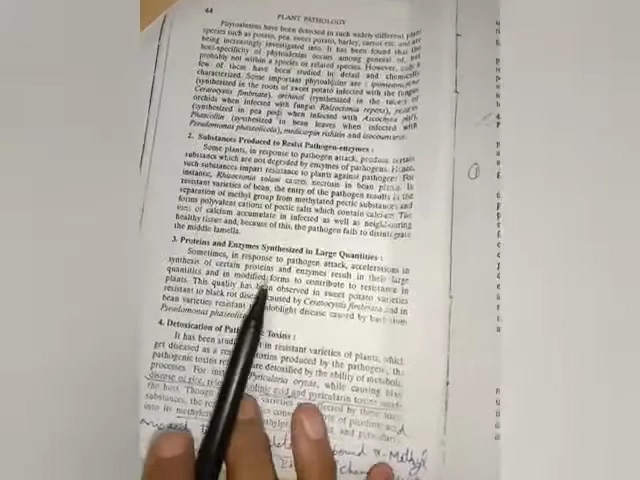 44
PLANT PATHOLOGY
Phytoalexins have been detected in such widely different plant
species such as potato, pea, sweet potato, barley, carrot etc. and are
being increasingly investigated into. It has been found that the
host-specificity of phytoalexins occurs among general of, but
probably not within a species or related species. However, only a
few of them have been studied in detail and chemically
characterized. Some important phytoalexins are : ipomeamarone
(synthesized in the roots of sweet potato infected with the fungus
Ceratocystis fimbriata), orchinol (synthesized in the tubers of
orchids when infected with fungus Rhizoctonia repens), pisatin
(synthesized in pea pods when infected with Ascochyta pisi),
Phaseollin (synthesized in bean leaves when infected with
Pseudomonas phaseolicola), medicarpin rishitin and isocoumarin.
2. Substances Produced to Resist Pathogen-enzymes :
Some plants, in response to pathogen attack, produce certain
substances which are not degraded by enzymes of pathogens. Hence,
such substances impart resistance to plants against pathogen: For
instance, Rhizoctonia solani causes necrosis in bean plants. In
resistant varieties of bean, the entry of the pathogen results in the
separation of methyl group from methylated pectic substances and
forms polyvalent cations of pectic salts which contain calcium. The
ions of calcium accumulate in infected as well as neighbouring
healthy tissues and, because of this, the pathogen fails to disintegrate
the middle lamella.
3. Proteins and Enzymes Synthesized in Large Quantities :
Sometimes, in response to pathogen attack, accelerations in
synthesis of certain proteins and enzymes result in their large
quantities and in modified forms to contribute to resistance in
plants. This quality has been observed in sweet potato varieties
resistant to black rot disease caused by Ceratocystis fimbriata and in
bean varieties resistant blight disease caused by bacterium
Pseudomonas
4. Detoxication of Toxins :
It has been in resistant varieties of plants, which
get diseased as a toxins produced by the pathogen, the
pathogenic toxins are detoxified by the ability of metabolic
processes. For Pyricularia oryzae, while causing
disease of rice, acid and pyricularin toxins
the host. Though varieties affected by these
substances, the of picolinic
into its and
bound